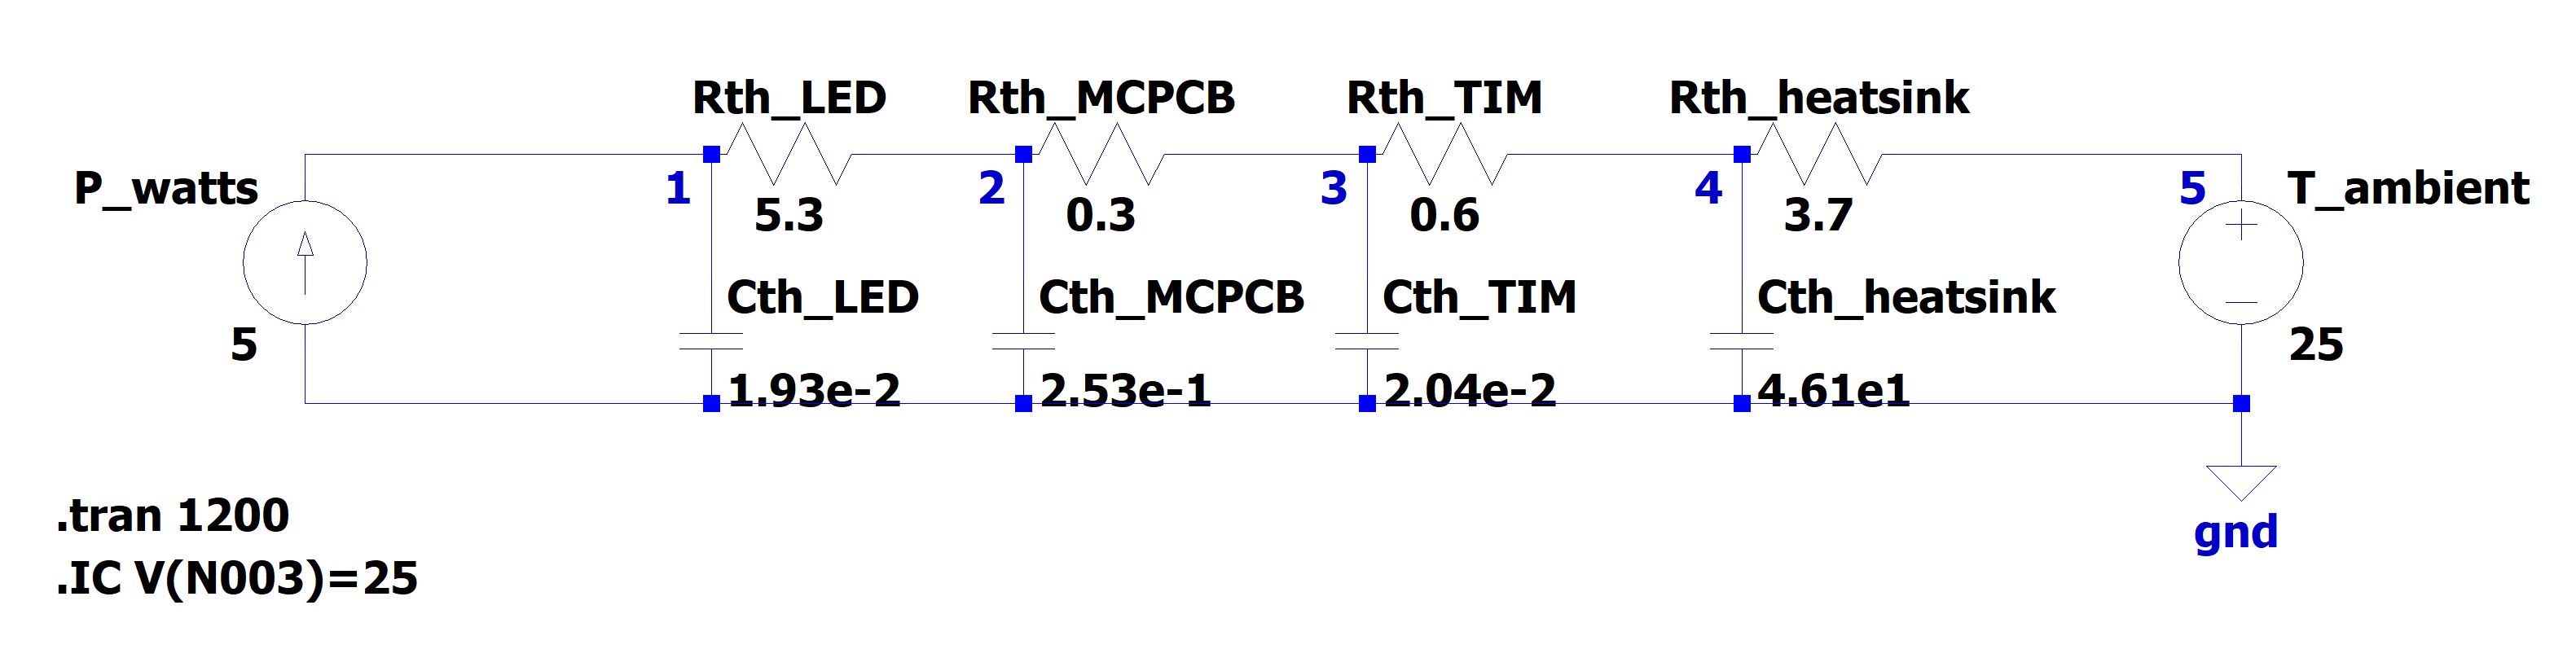 Rth_LED
Rth_MCPCB
Rth_TIM
Rth_heatsink
P_watts
1
5.3
2
0.3
3
0.6
4
3.7
5
T_ambient
Cth_LED
Cth_MCPCB
Cth_TIM
Cth_heatsink
5
25
1.93e-2
2.53e-1
2.04e-2
4.61e1
.tran 1200
gnd
.IC V(N003)=25